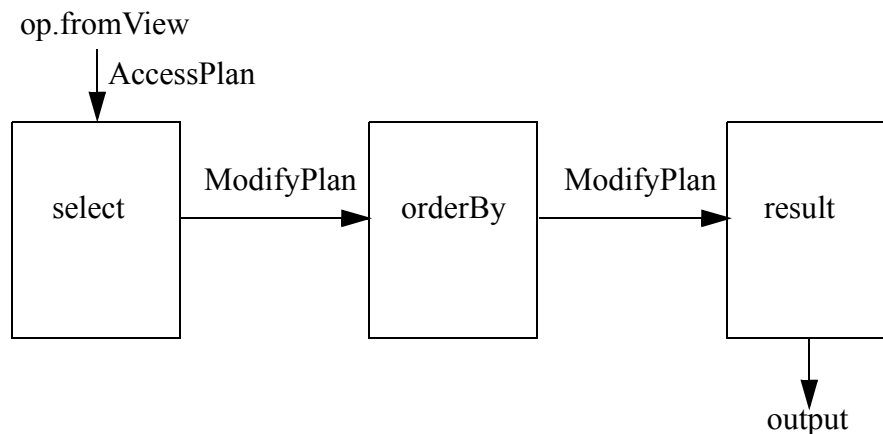 op.fromView
AccessPlan
select
ModifyPlan
orderBy
ModifyPlan
result
output